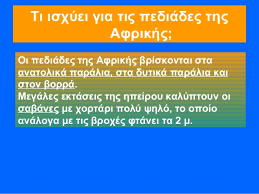 Τι ισχύει για τις πεδιάδες της
Αφρικής;
Οι πεδιάδες της Αφρικής βρίσκονται στα
ανατολικά παράλια, στα δυτικά παράλια και
στον βορρά.
Μεγάλες εκτάσεις της ηπείρου καλύπτουν οι
σαβάνες με χορτάρι πολύ ψηλό, το οποίο
ανάλογα με τις βροχές φτάνει τα 2 μ.